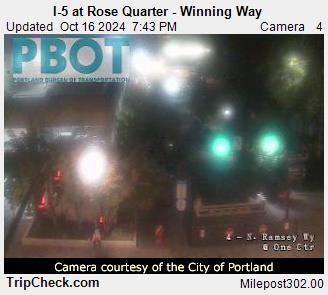 I-5 at Rose Quarter - Winning Way
Updated Oct 16 2024 7:43 PM Camera 4
PBOT
PORTLAND BUREAU OF TRANSPORTATION
4 - N. Ramsey Wy
@ One Ctr
Camera courtesy of the City of Portland
TripCheck.com Milepost302.00